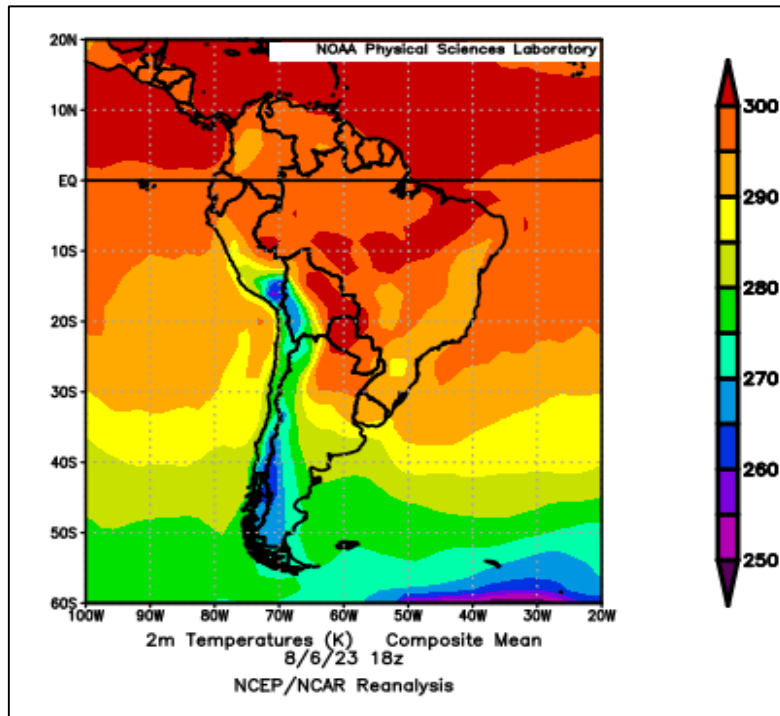 NOAA Physical Sciences Laboratory
20N
10N
EQ
10S
20S
30S
40S
50S
60S
100W 90W 80W 70W 60W 50W 40W 30W 20W
300
290
280
270
260
250
2m Temperatures (K) Composite Mean
8/6/23 18z
NCEP/NCAR Reanalysis